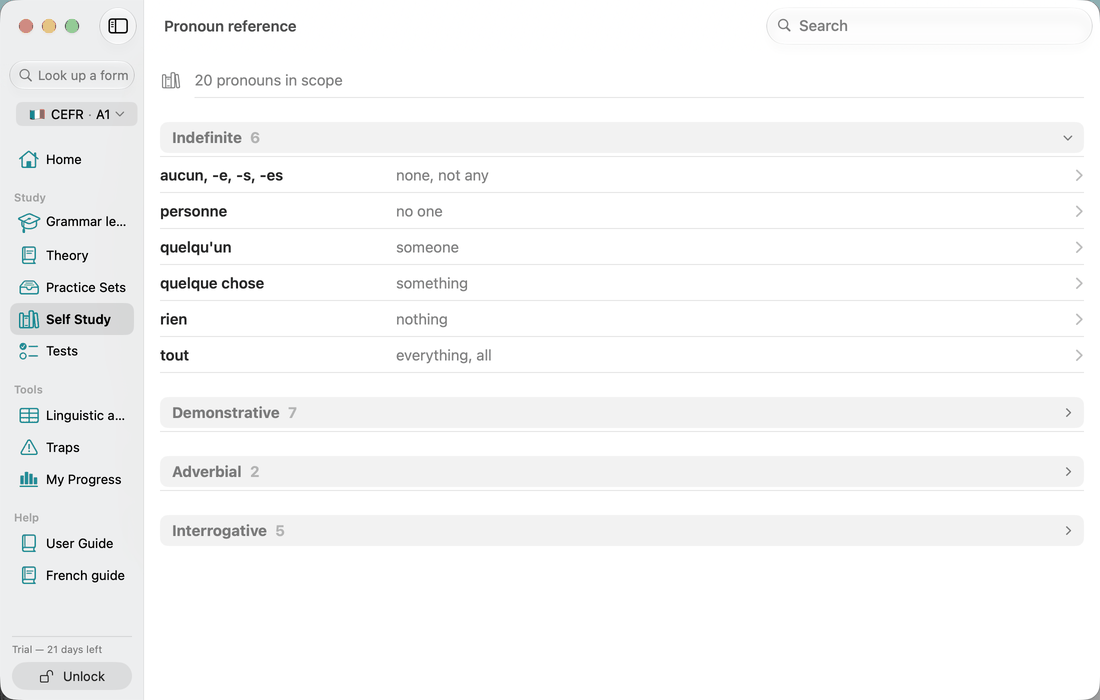 Pronoun reference
Search
Look up a form
CEFR · A1
Home
Study
Grammar le...
Theory
Practice Sets
Self Study
Tests
Tools
Linguistic a...
Traps
My Progress
Help
User Guide
French guide
Trial — 21 days left
Unlock
20 pronouns in scope
Indefinite 6
aucun, -e, -s, -es none, not any
personne no one
quelqu'un someone
quelque chose something
rien nothing
tout everything, all
Demonstrative 7
Adverbial 2
Interrogative 5